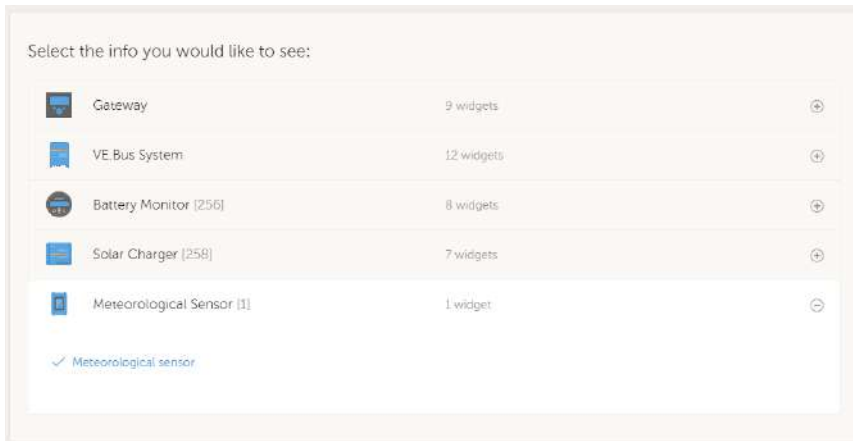 Select the info you would like to see:
Gateway 9 widgets
VE.Bus System 12 widgets
Battery Monitor [256] 8 widgets
Solar Charger [258] 7 widgets
Meteorological Sensor [1] 1 widget
Meteorological sensor